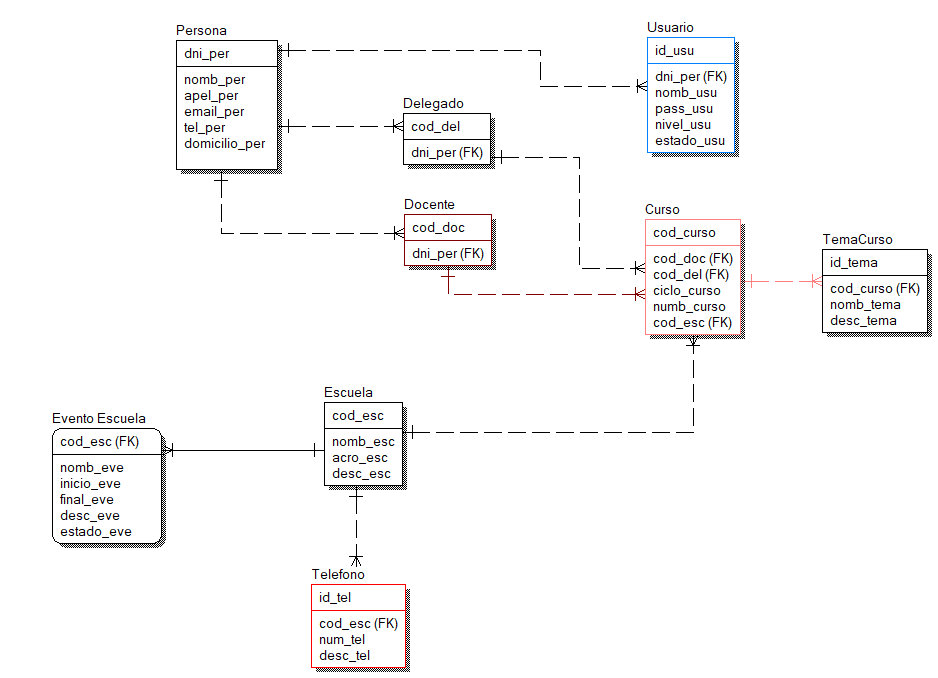 Persona
dni_per
nomb_per
apel_per
email_per
tel_per
domicilio_per
Usuario
id_usu
dni_per (FK)
nomb_usu
pass_usu
nivel_usu
estado_usu
Delegado
cod_del
dni_per (FK)
Docente
cod_doc
dni_per (FK)
Curso
cod_curso
cod_doc (FK)
cod_del (FK)
ciclo_curso
numb_curso
cod_esc (FK)
TemaCurso
id_tema
cod_curso (FK)
nomb_tema
desc_tema
Escuela
cod_esc
nomb_esc
acro_esc
desc_esc
Evento Escuela
cod_esc (FK)
nomb_eve
inicio_eve
final_eve
desc_eve
estado_eve
Telefono
id_tel
cod_esc (FK)
num_tel
desc_tel